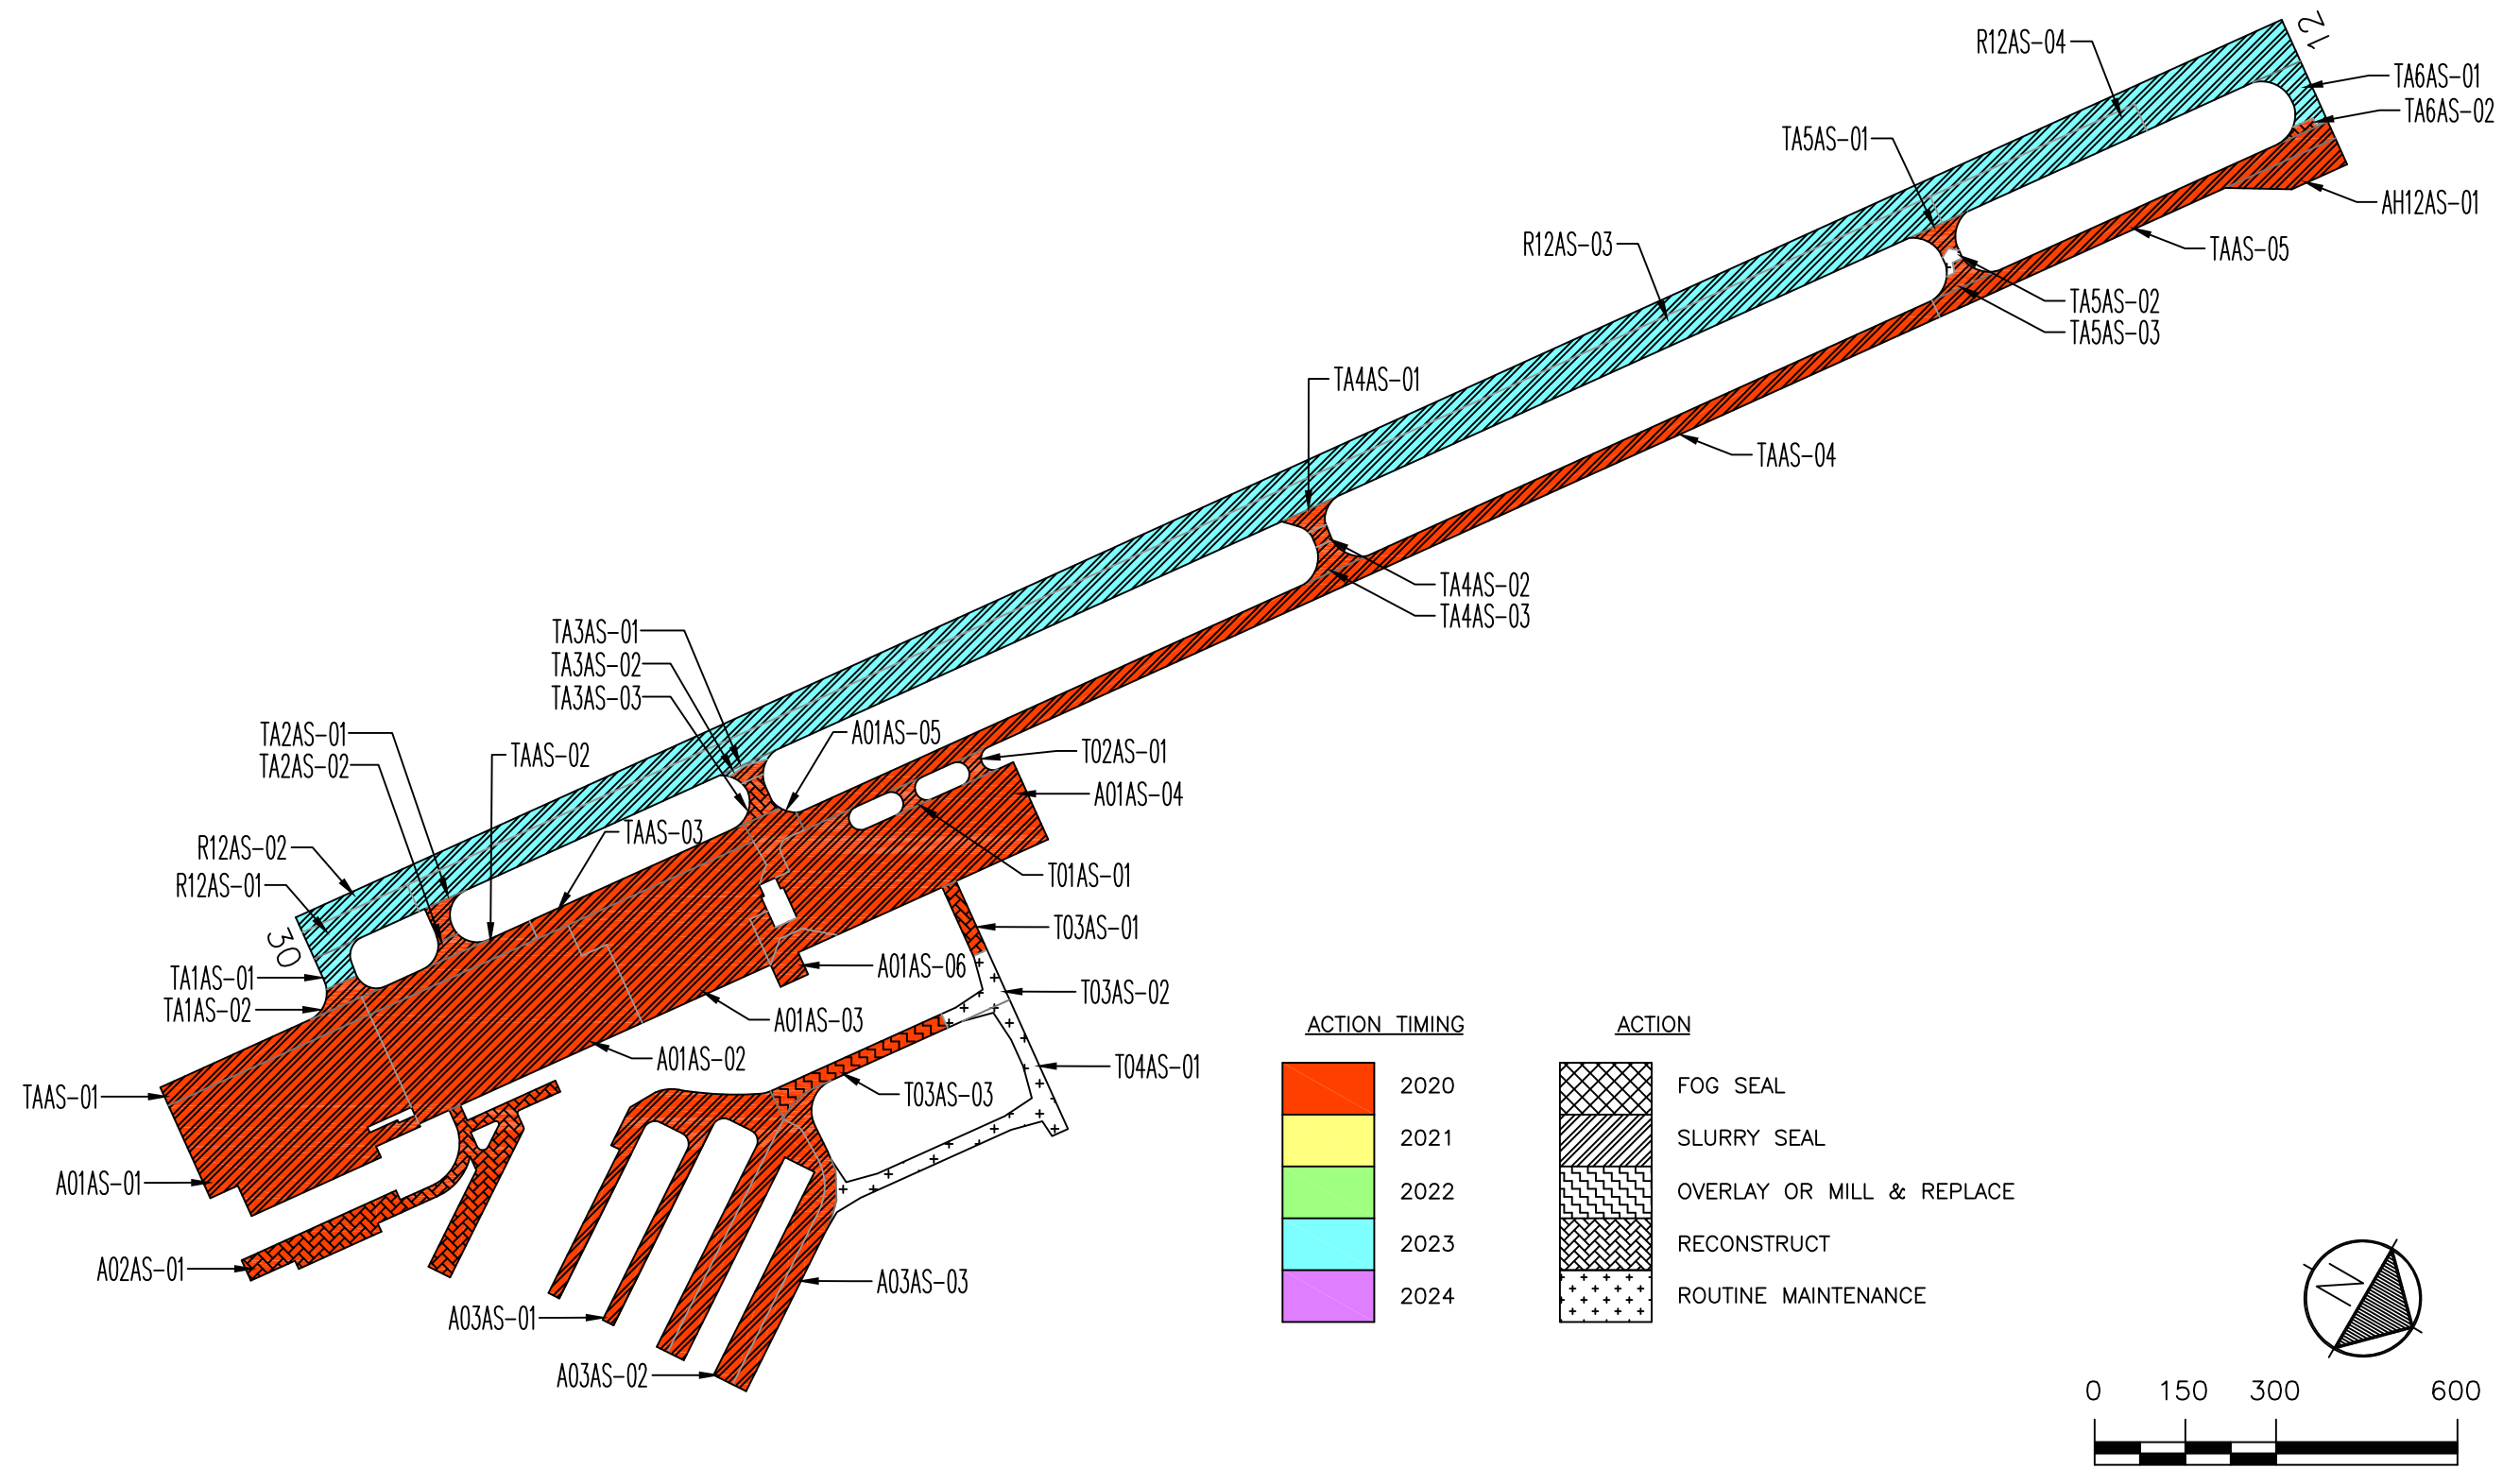 R12AS-04
12
TA6AS-01
TA6AS-02
TA5AS-01
AH12AS-01
R12AS-03
TAAS-05
TA5AS-02
TA5AS-03
TA4AS-01
TAAS-04
TA4AS-02
TA4AS-03
TA3AS-01
TA3AS-02
TA3AS-03
TA2AS-01
TA2AS-02
TAAS-02
A01AS-05
T02AS-01
A01AS-04
TAAS-03
R12AS-02
R12AS-01
T01AS-01
30
T03AS-01
TA1AS-01
TA1AS-02
A01AS-06
T03AS-02
A01AS-03
A01AS-02
T04AS-01
TAAS-01
T03AS-03
A01AS-01
A02AS-01
A03AS-03
A03AS-01
A03AS-02
ACTION TIMING
2020
2021
2022
2023
2024
ACTION
FOG SEAL
SLURRY SEAL
OVERLAY OR MILL & REPLACE
RECONSTRUCT
ROUTINE MAINTENANCE
N
0 150 300 600